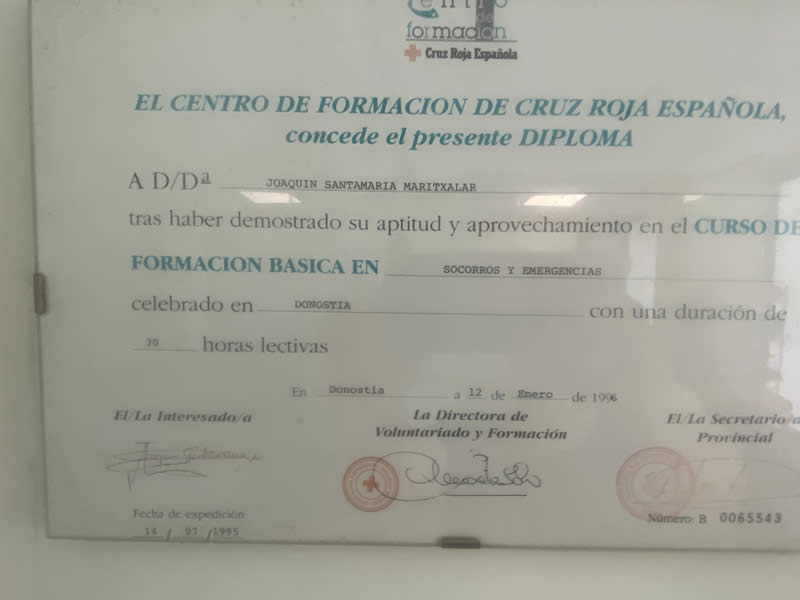 Centro
de
formación
Cruz Roja Española
EL CENTRO DE FORMACION DE CRUZ ROJA ESPAÑOLA,
concede el presente DIPLOMA
A D/Dª JOAQUIN SANTAMARIA MARITXALAR
tras haber demostrado su aptitud y aprovechamiento en el CURSO DE
FORMACION BASICA EN SOCORROS Y EMERGENCIAS
celebrado en DONOSTIA con una duración de
30 horas lectivas
En Donostia a 12 de Enero de 1996
El/La Interesado/a
La Directora de
Voluntariado y Formación
El/La Secretario/a
Provincial
Fecha de expedición
14 / 07 /1995
Número: B 0065543